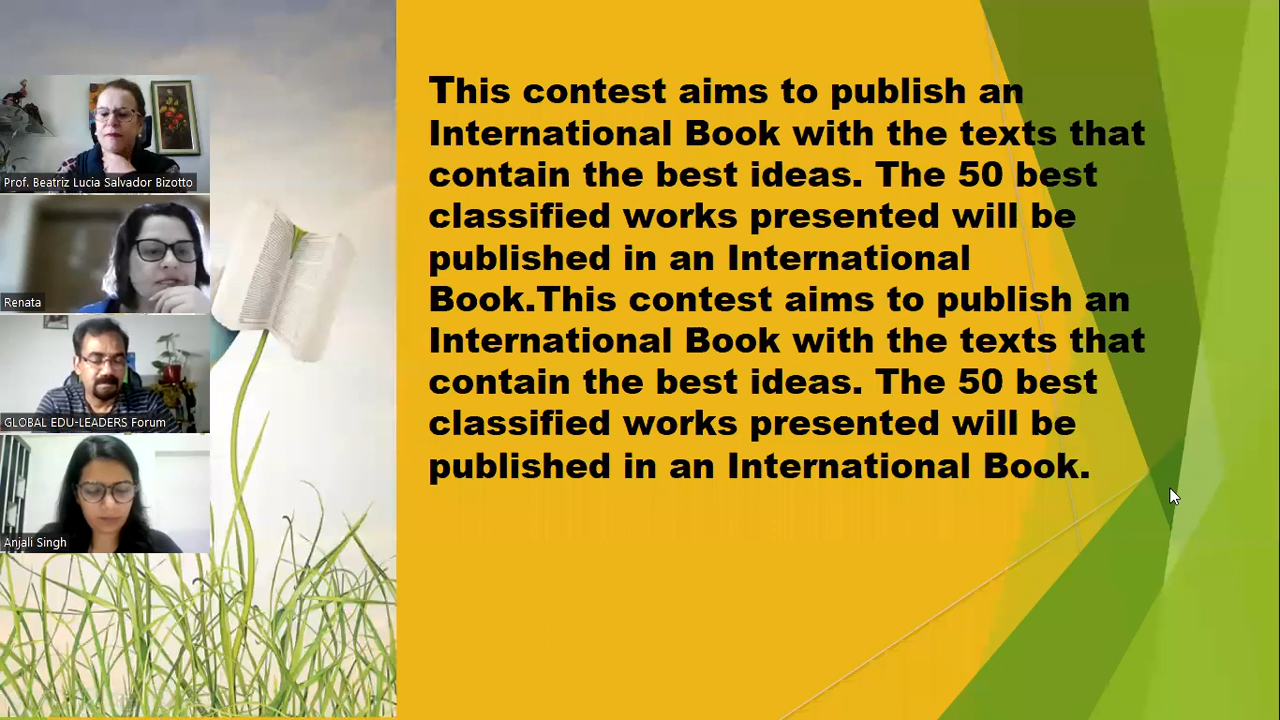 Prof. Beatriz Lucia Salvador Bizotto
Renata
GLOBAL EDU-LEADERS Forum
Anjali Singh
This contest aims to publish an
International Book with the texts that
contain the best ideas. The 50 best
classified works presented will be
published in an International
Book.This contest aims to publish an
International Book with the texts that
contain the best ideas. The 50 best
classified works presented will be
published in an International Book.